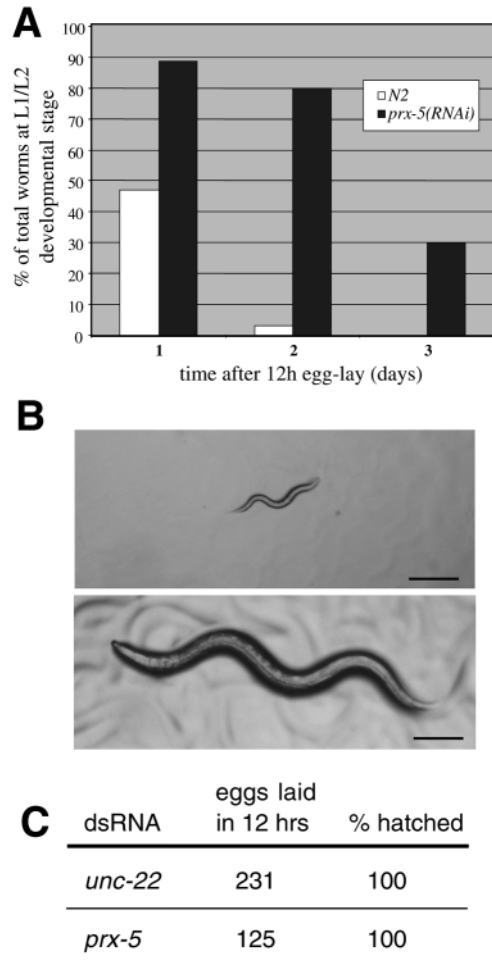 A
% of total worms at L1/L2
developmental stage
100
90
80
70
60
50
40
30
20
10
0
N2
prx-5(RNAi)
1 2 3
time after 12h egg-lay (days)
B
C
eggs laid
dsRNA in 12 hrs % hatched
unc-22 231 100
prx-5 125 100